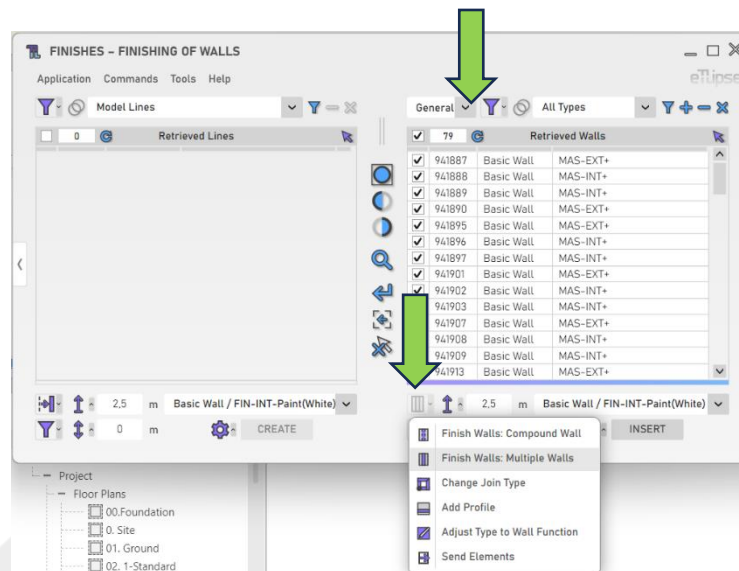 FINISHES – FINISHING OF WALLS
Application Commands Tools Help
eTLipse
Model Lines
General All Types
0 Retrieved Lines
79 Retrieved Walls
941887 Basic Wall MAS-EXT+
941888 Basic Wall MAS-INT+
941889 Basic Wall MAS-INT+
941890 Basic Wall MAS-EXT+
941895 Basic Wall MAS-EXT+
941896 Basic Wall MAS-INT+
941897 Basic Wall MAS-INT+
941901 Basic Wall MAS-EXT+
941902 Basic Wall MAS-INT+
941903 Basic Wall MAS-INT+
941907 Basic Wall MAS-EXT+
941908 Basic Wall MAS-INT+
941909 Basic Wall MAS-INT+
941913 Basic Wall MAS-EXT+
2,5 m Basic Wall / FIN-INT-Paint(White)
0 m CREATE
2,5 m Basic Wall / FIN-INT-Paint(White)
INSERT
Finish Walls: Compound Wall
Finish Walls: Multiple Walls
Change Join Type
Add Profile
Adjust Type to Wall Function
Send Elements
Project
Floor Plans
00.Foundation
0. Site
01. Ground
02. 1-Standard